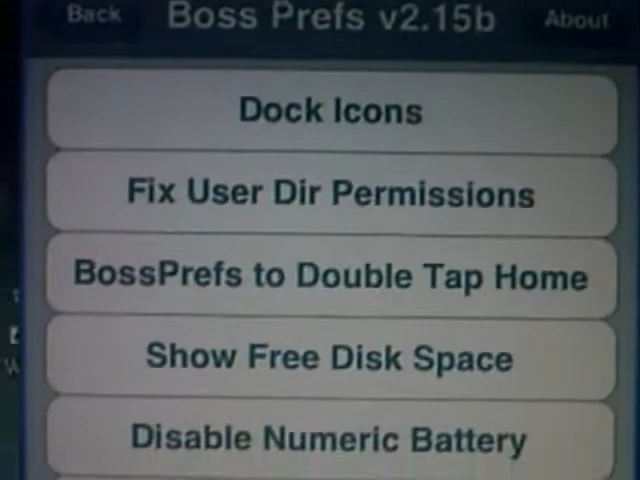 Back Boss Prefs v2.15b About
Dock Icons
Fix User Dir Permissions
BossPrefs to Double Tap Home
Show Free Disk Space
Disable Numeric Battery